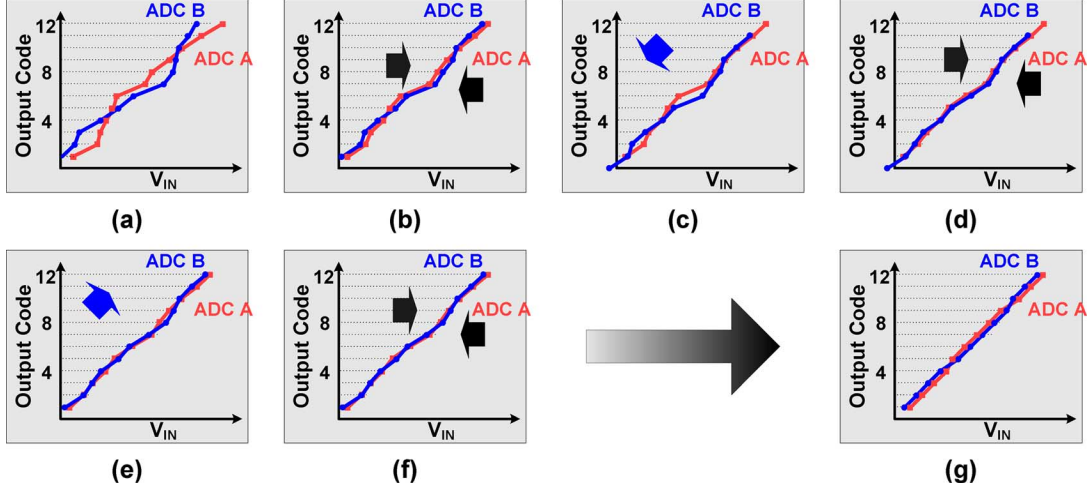 12
8
4
Output Code
ADC B
ADC A
VIN
(a)
12
8
4
Output Code
ADC B
ADC A
VIN
(b)
12
8
4
Output Code
ADC B
ADC A
VIN
(c)
12
8
4
Output Code
ADC B
ADC A
VIN
(d)
12
8
4
Output Code
ADC B
ADC A
VIN
(e)
12
8
4
Output Code
ADC B
ADC A
VIN
(f)
12
8
4
Output Code
ADC B
ADC A
VIN
(g)